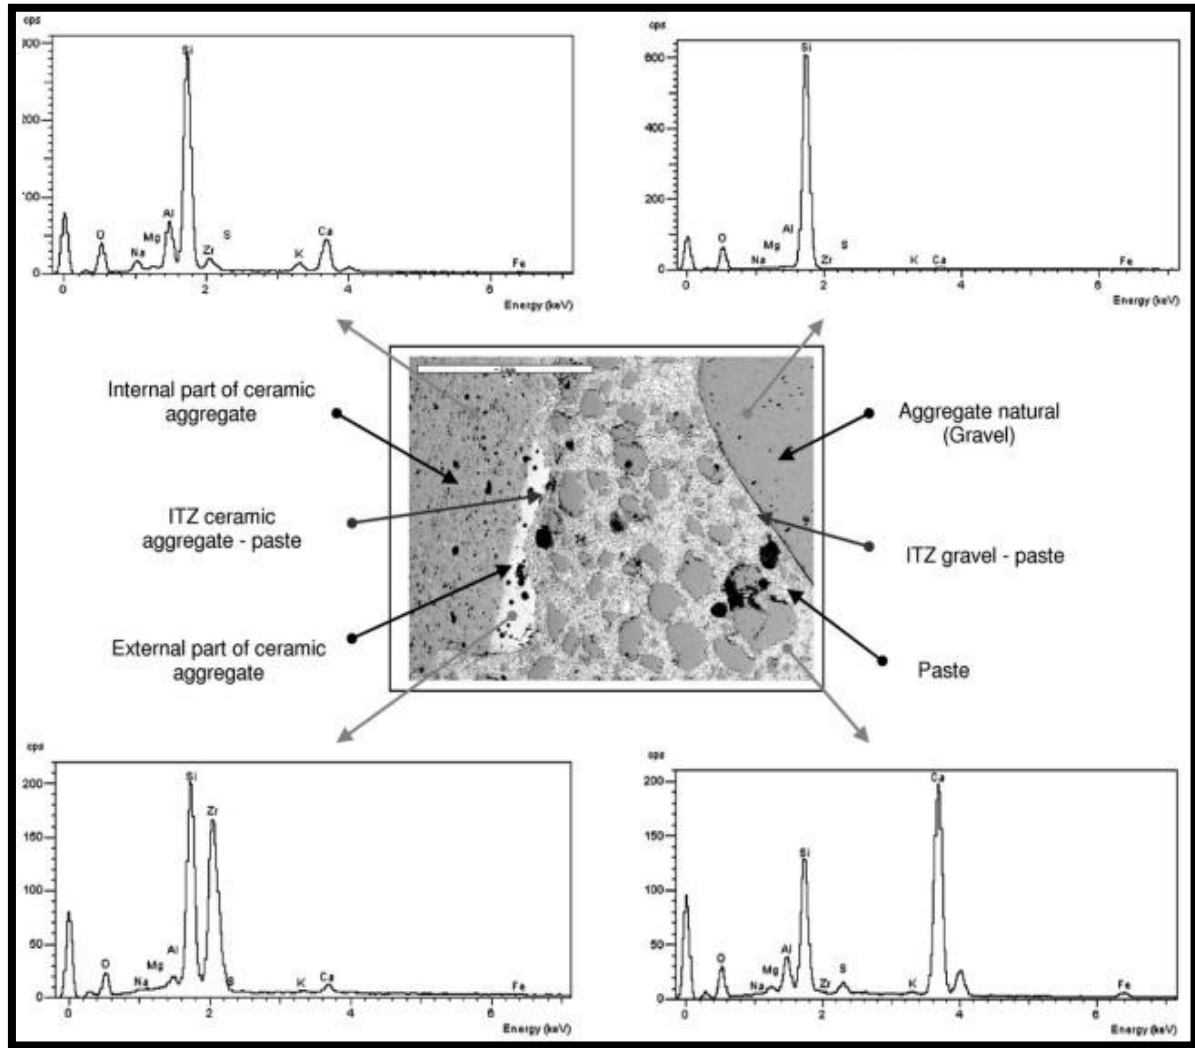 cps
300
200
100
0
Si
O
Na
Mg
Al
Zr
S
K
Ca
Fe
0 2 4 6
Energy (keV)
cps
600
400
200
0
Si
O
Na
Mg
Al
Zr
S
K
Ca
Fe
0 2 4 6
Energy (keV)
Internal part of ceramic
aggregate
ITZ ceramic
aggregate - paste
External part of ceramic
aggregate
Aggregate natural
(Gravel)
ITZ gravel - paste
Paste
cps
200
150
100
50
0
Si
Zr
O
Na
Mg
Al
S
K
Ca
Fe
0 2 4 6
Energy (keV)
cps
200
150
100
50
0
Ca
Si
O
Na
Mg
Al
Zr
S
K
Fe
0 2 4 6
Energy (keV)